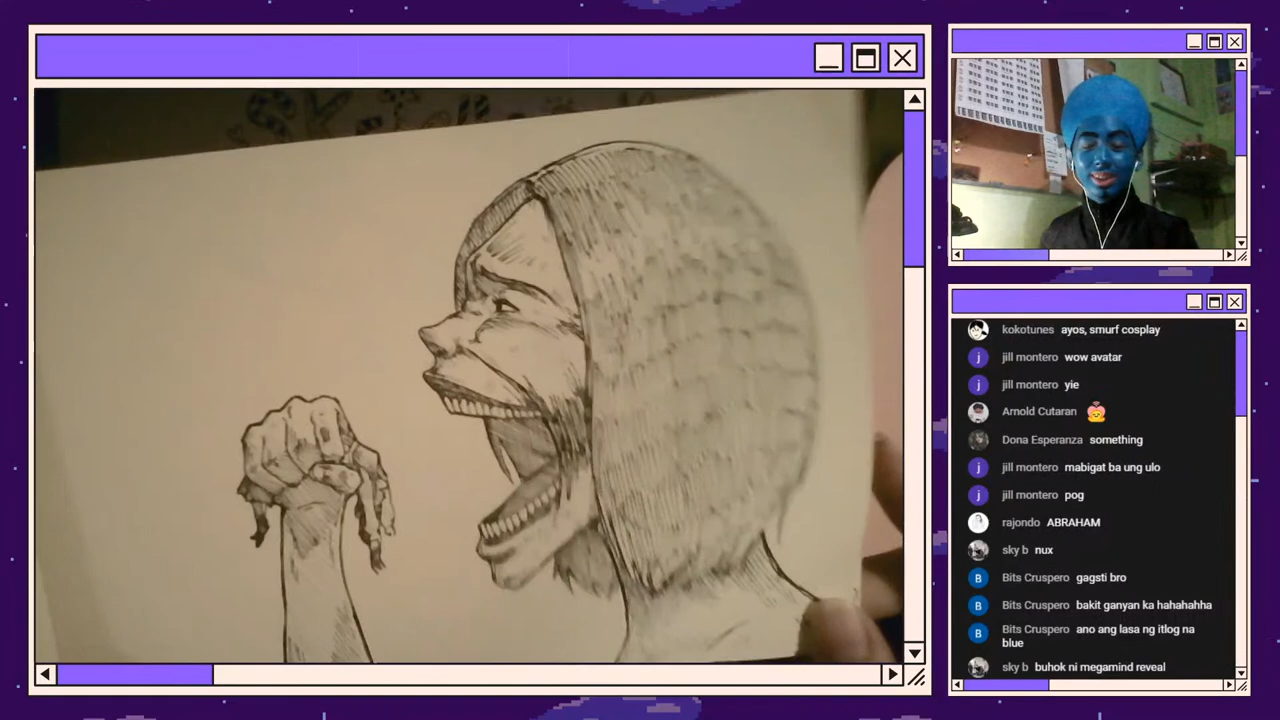 kokotunes ayos, smurf cosplay
j jill montero wow avatar
j jill montero yie
Arnold Cutaran
Dona Esperanza something
j jill montero mabigat ba ung ulo
j jill montero pog
rajondo ABRAHAM
sky b nux
B Bits Cruspero gagsti bro
B Bits Cruspero bakit ganyan ka hahahahha
B Bits Cruspero ano ang lasa ng itlog na
blue
sky b buhok ni megamind reveal